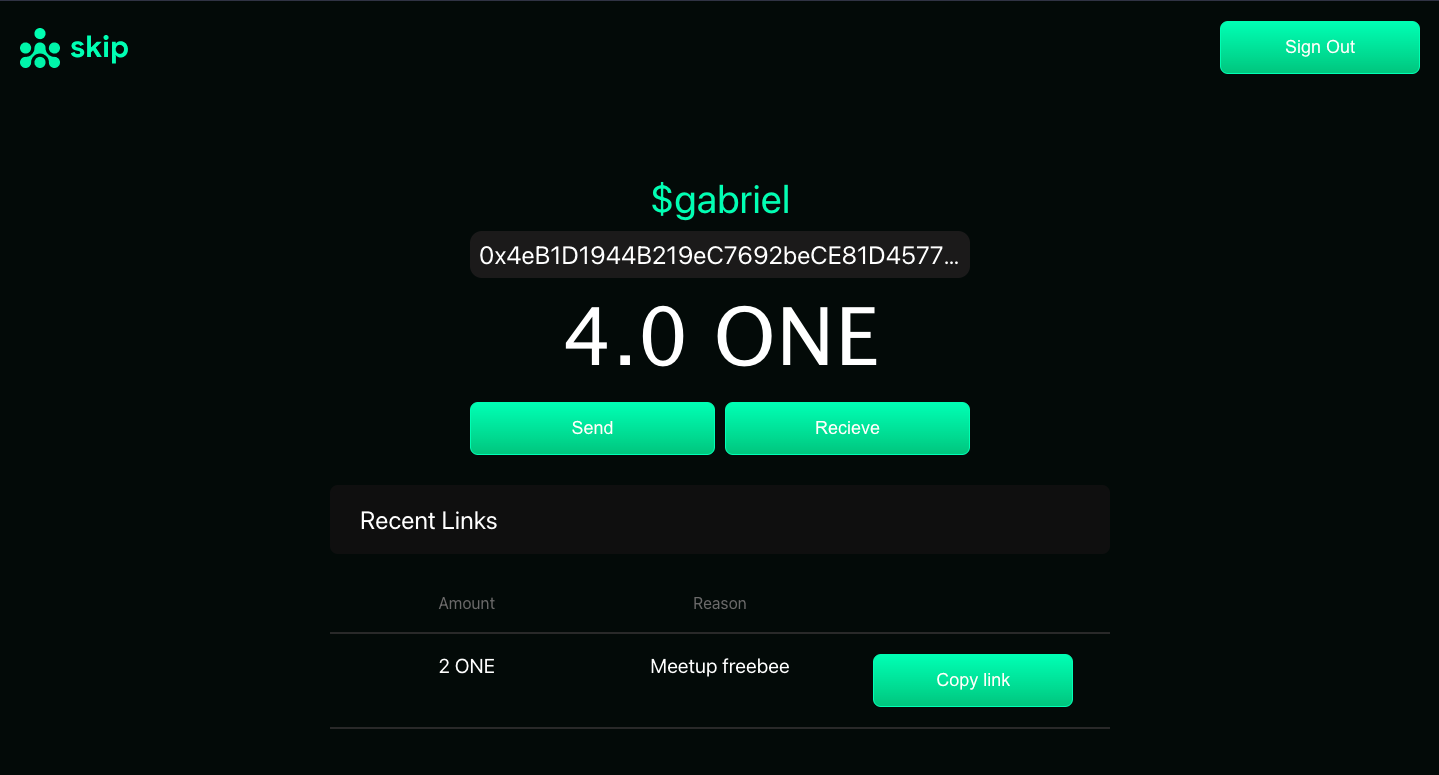 skip
Sign Out
$gabriel
0x4eB1D1944B219eC7692beCE81D4577...
4.0 ONE
Send Recieve
Recent Links
Amount Reason
2 ONE Meetup freebee Copy link